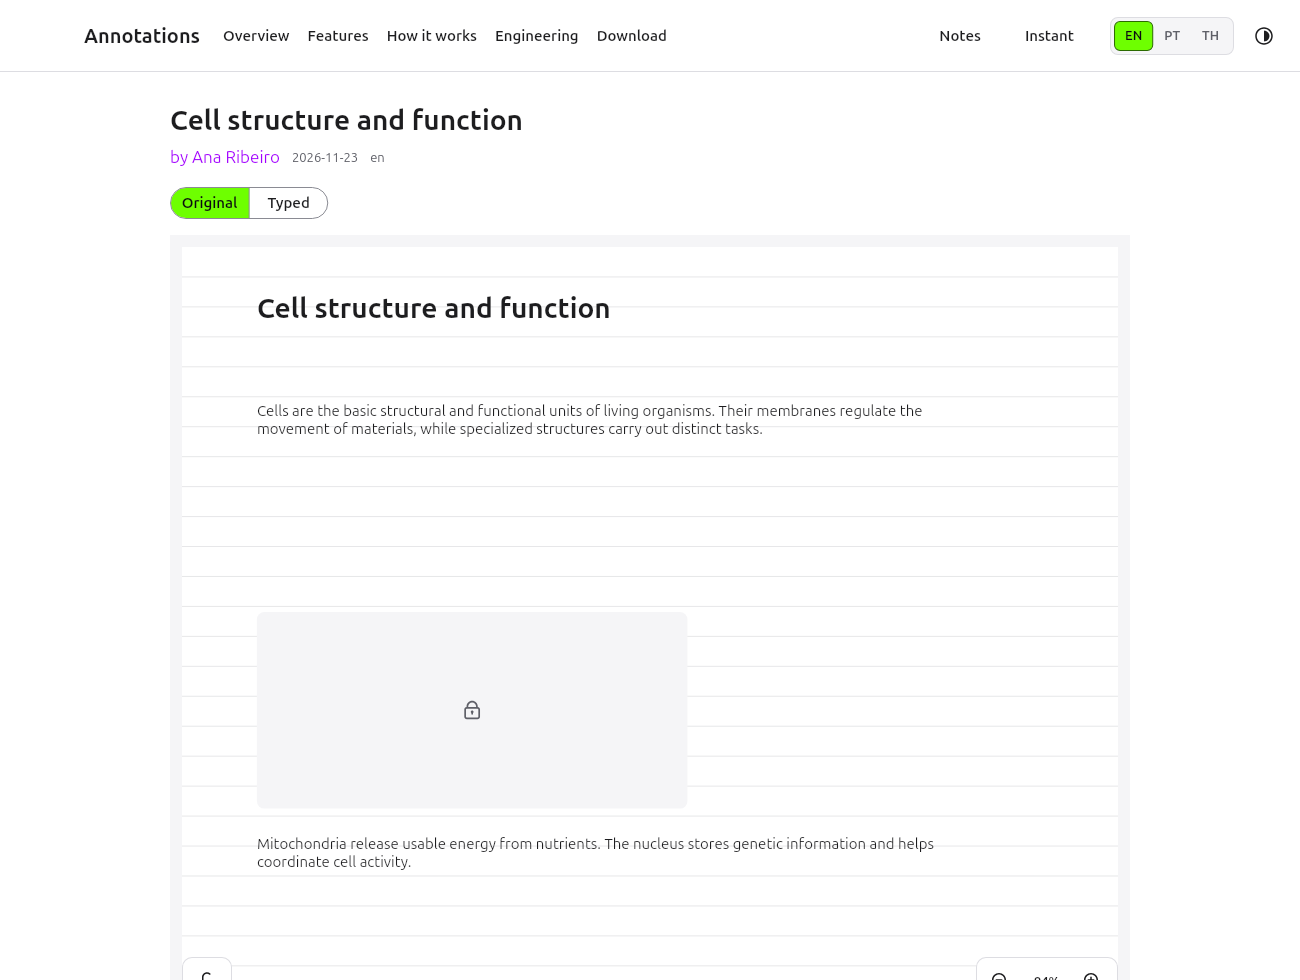 Annotations Overview Features How it works Engineering Download Notes Instant EN PT TH
Cell structure and function
by Ana Ribeiro 2026-11-23 en
Original Typed
Cell structure and function
Cells are the basic structural and functional units of living organisms. Their membranes regulate the
movement of materials, while specialized structures carry out distinct tasks.
Mitochondria release usable energy from nutrients. The nucleus stores genetic information and helps
coordinate cell activity.